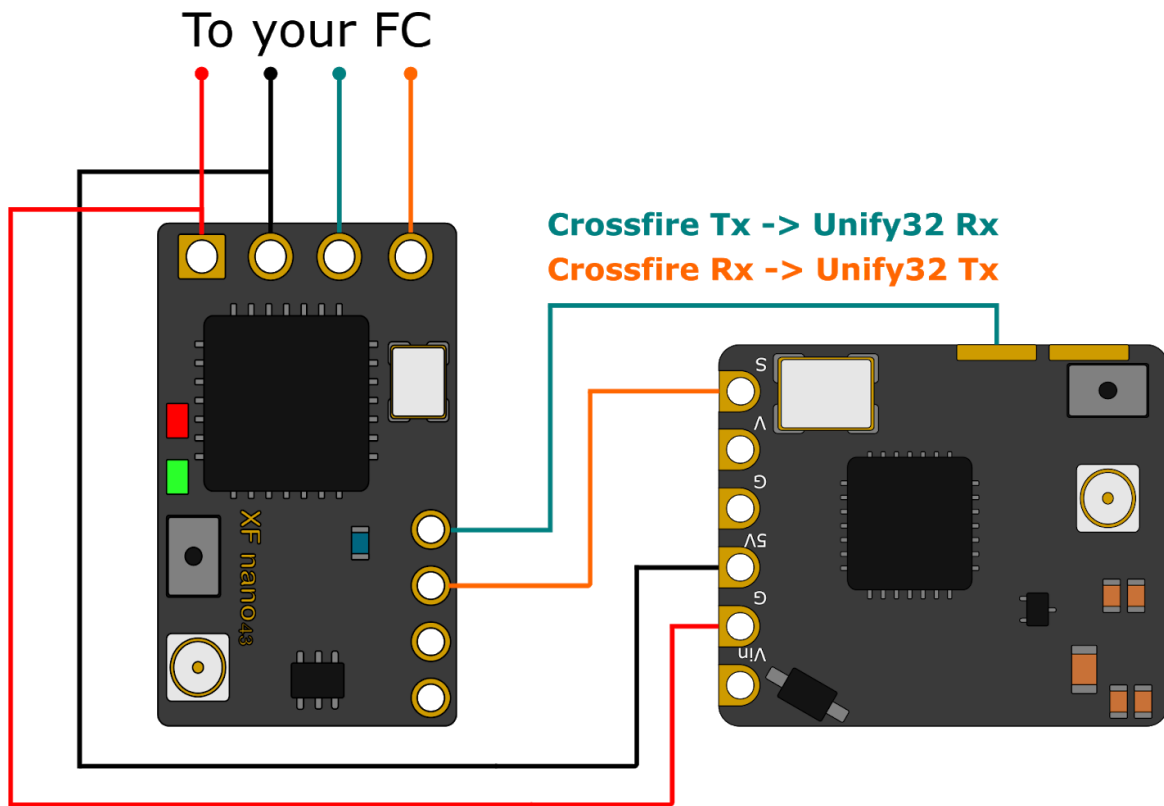 To your FC
Crossfire Tx -> Unify32 Rx
Crossfire Rx -> Unify32 Tx
S
V
G
5V
G
Vin
XF nano43